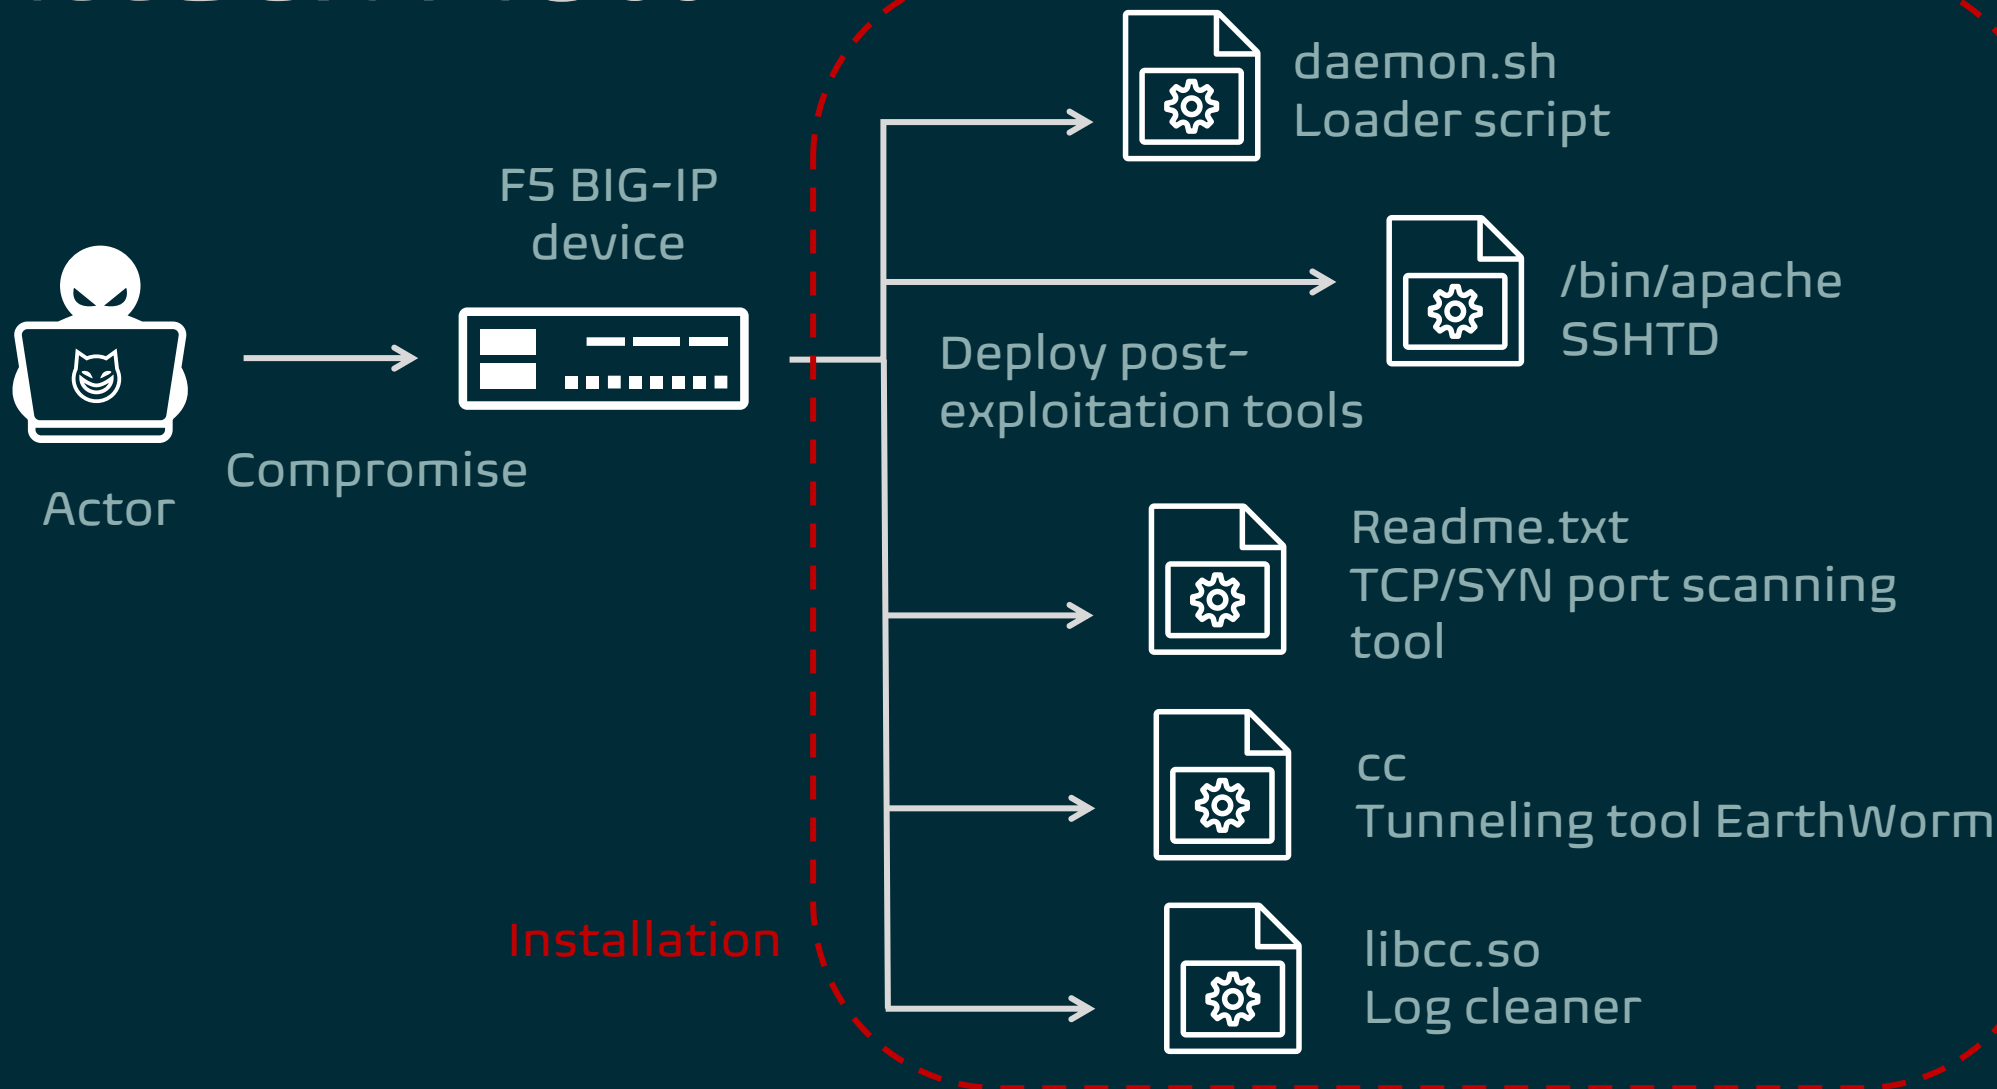 daemon.sh
Loader script
F5 BIG-IP
device
/bin/apache
SSHTD
Deploy post-
exploitation tools
Compromise
Actor
Readme.txt
TCP/SYN port scanning
tool
cc
Tunneling tool EarthWorm
Installation
libcc.so
Log cleaner